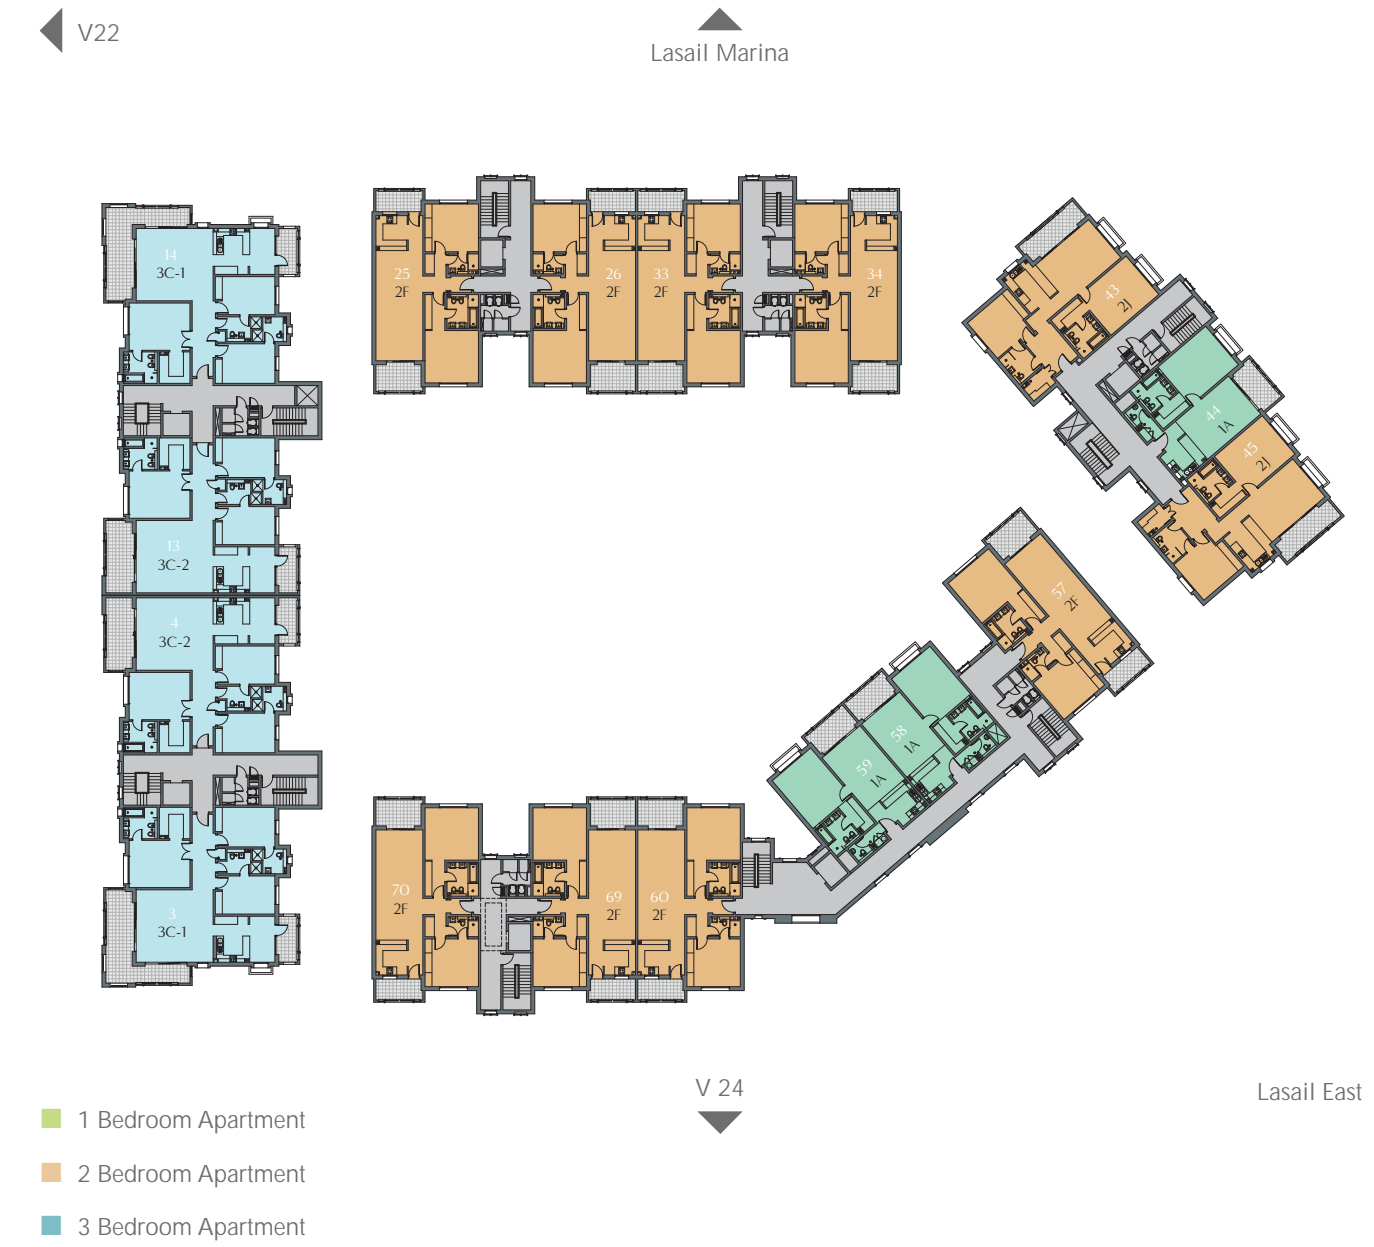 V22
Lasail Marina
14
3C-1
13
3C-2
4
3C-2
3
3C-1
25
2F
26
2F
33
2F
34
2F
43
2J
44
1A
45
2J
57
2F
58
1A
59
1A
60
2F
69
2F
70
2F
V 24
Lasail East
1 Bedroom Apartment
2 Bedroom Apartment
3 Bedroom Apartment